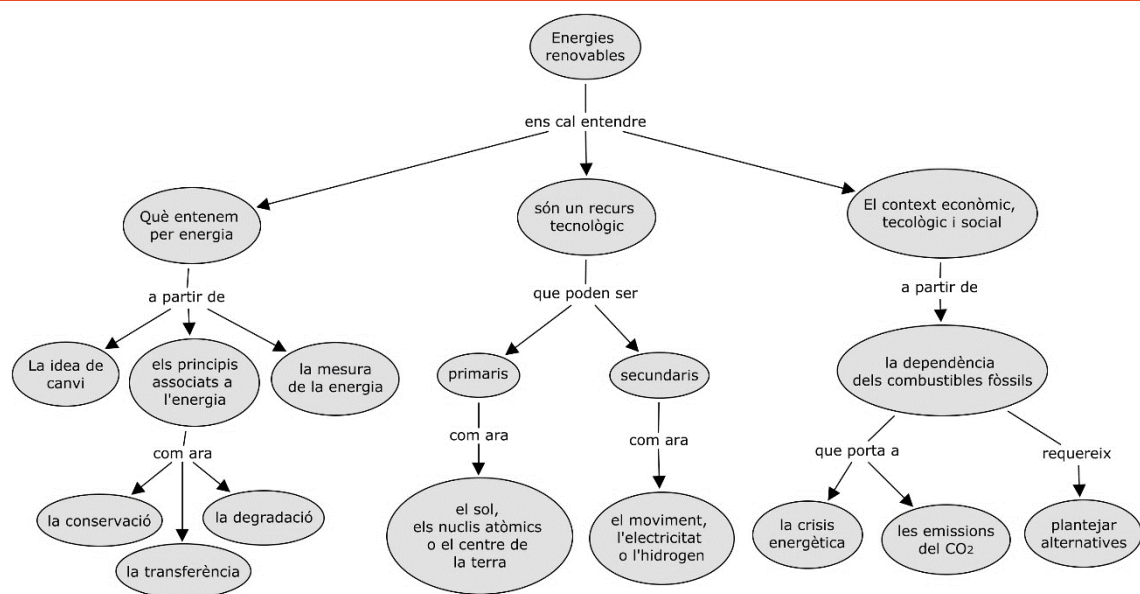 Energies
renovables
ens cal entendre
Què entenem
per energia
són un recurs
tecnològic
El context econòmic,
tecològic i social
a partir de
que poden ser
a partir de
La idea de
canvi
els principis
associats a
l'energia
la mesura
de la energia
primaris
secundaris
la dependència
dels combustibles fòssils
com ara
com ara
com ara
que porta a
requereix
la conservació
la degradació
la transferència
el sol,
els nuclis atòmics
o el centre de
la terra
el moviment,
l'electricitat
o l'hidrogen
la crisis
energètica
les emissions
del CO2
plantejar
alternatives